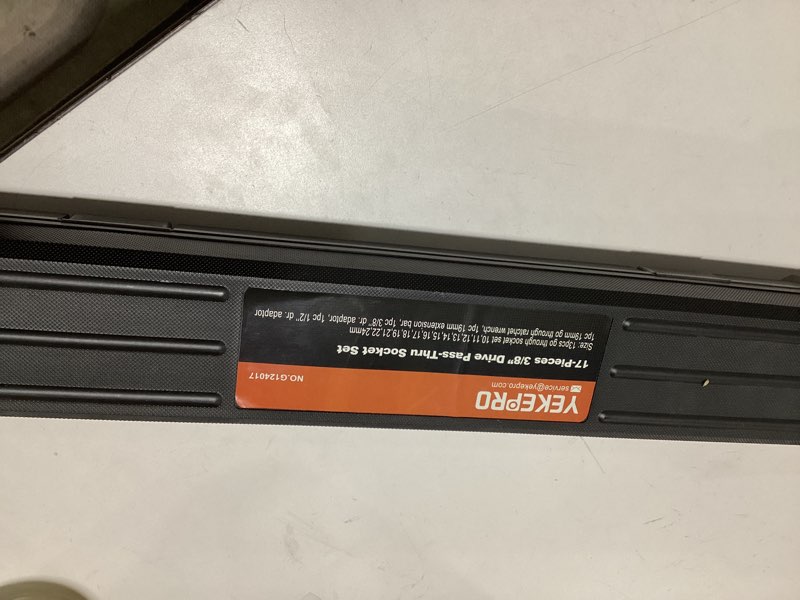 YEKEPRO
service@yekepro.com
NO.G124017
17-Pieces 3/8" Drive Pass-Thru Socket Set
Size: 13pcs go through socket set 10,11,12,13,14,15,16,17,18,19,21,22,24mm
1pc 19mm go through ratchet wrench, 1pc 19mm extension bar, 1pc 3/8" dr. adaptor, 1pc 1/2" dr. adaptor